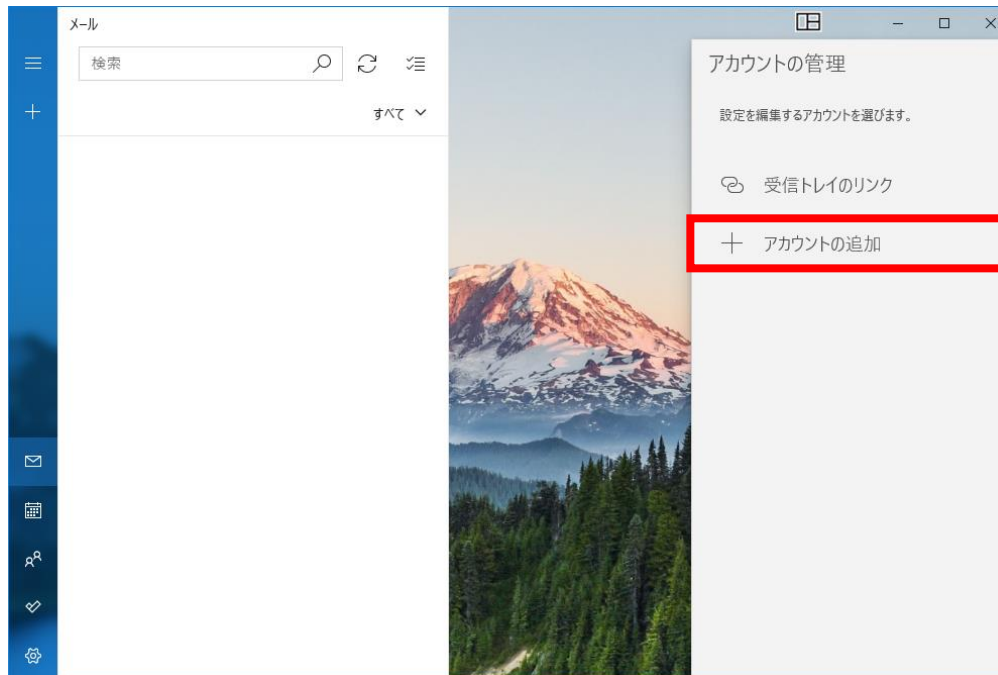 メール
検索
すべて
アカウントの管理
設定を編集するアカウントを選びます。
受信トレイのリンク
アカウントの追加